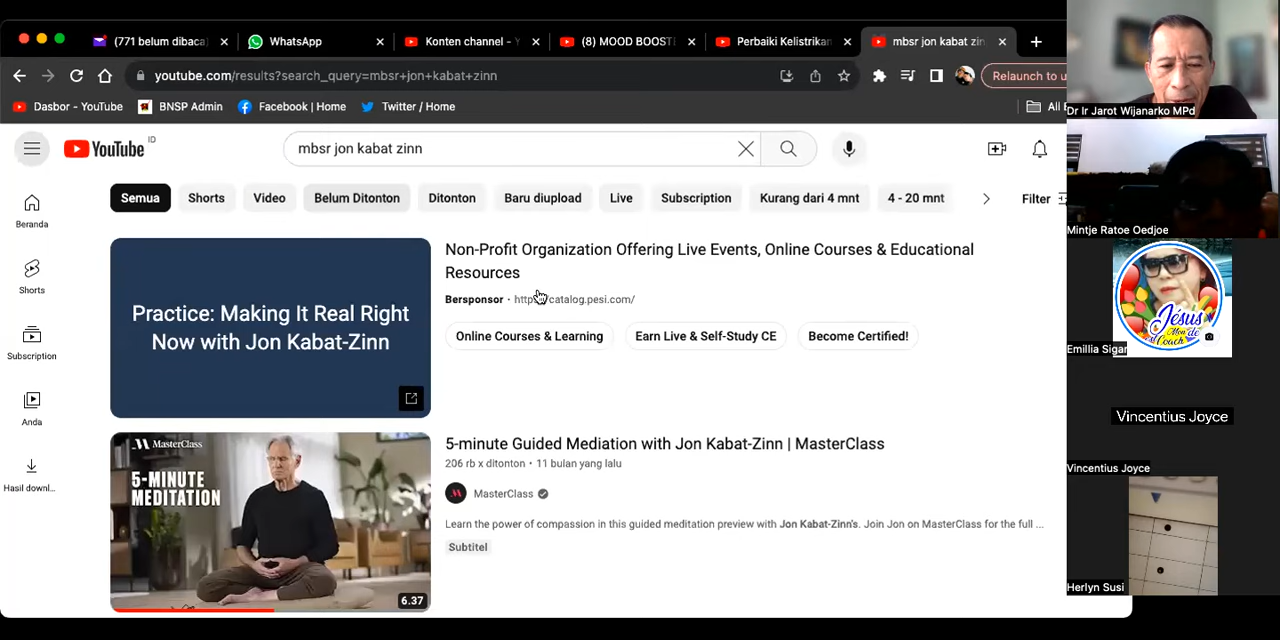 (771 belum dibaca)
WhatsApp
Konten channel - Y
(8) MOOD BOOST
Perbaiki Kelistrikan
mbsr jon kabat zinn
youtube.com/results?search_query=mbsr+jon+kabat+zinn
Relaunch to u
Dasbor - YouTube
BNSP Admin
Facebook | Home
Twitter / Home
All
YouTube ID
mbsr jon kabat zinn
Semua
Shorts
Video
Belum Ditonton
Ditonton
Baru diupload
Live
Subscription
Kurang dari 4 mnt
4 - 20 mnt
Filter
Beranda
Shorts
Subscription
Anda
Hasil downl...
Practice: Making It Real Right
Now with Jon Kabat-Zinn
Non-Profit Organization Offering Live Events, Online Courses & Educational
Resources
Bersponsor · http catalog.pesi.com/
Online Courses & Learning
Earn Live & Self-Study CE
Become Certified!
MasterClass
5-MINUTE
MEDITATION
6.37
5-minute Guided Mediation with Jon Kabat-Zinn | MasterClass
206 rb x ditonton · 11 bulan yang lalu
MasterClass
Learn the power of compassion in this guided meditation preview with Jon Kabat-Zinn's. Join Jon on MasterClass for the full ...
Subtitel
Dr Ir Jarot Wijanarko MPd
Mintje Ratoe Oedjoe
Jesus
Coach
Emillia Sigar
Vincentius Joyce
Vincentius Joyce
Herlyn Susi